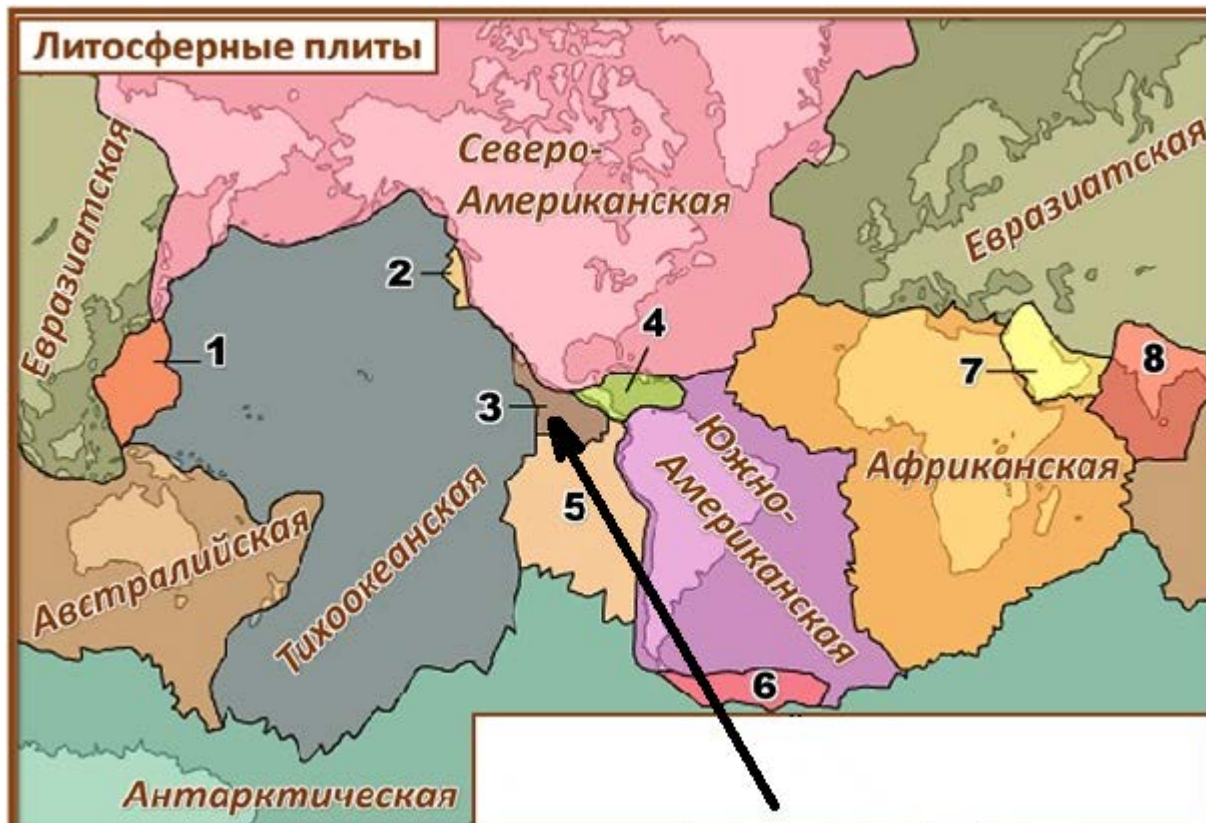 Литосферные плиты
Северо-
Американская
Евразиатская
Евразиатская
1
2
3
4
5
6
7
8
Южно-
Американская
Африканская
Австралийская
Тихоокеанская
Антарктическая